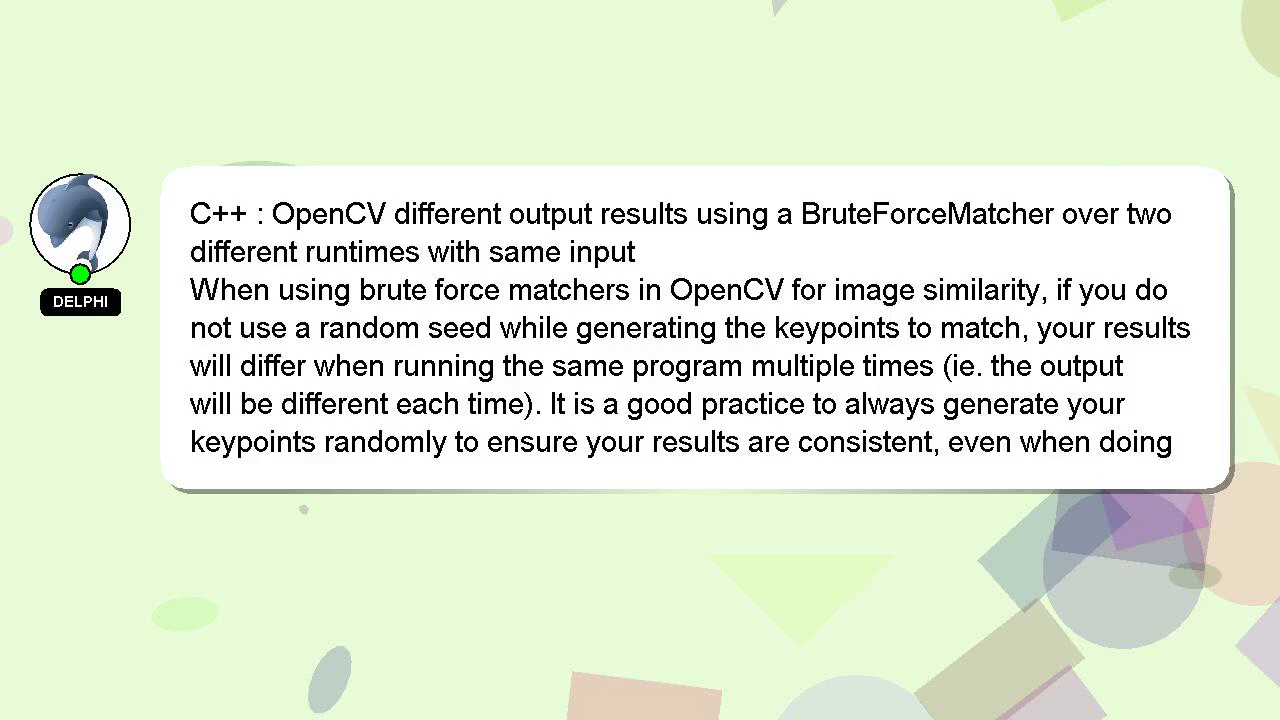 C++ : OpenCV different output results using a BruteForceMatcher over two
different runtimes with same input
When using brute force matchers in OpenCV for image similarity, if you do
not use a random seed while generating the keypoints to match, your results
will differ when running the same program multiple times (ie. the output
will be different each time). It is a good practice to always generate your
keypoints randomly to ensure your results are consistent, even when doing
DELPHI